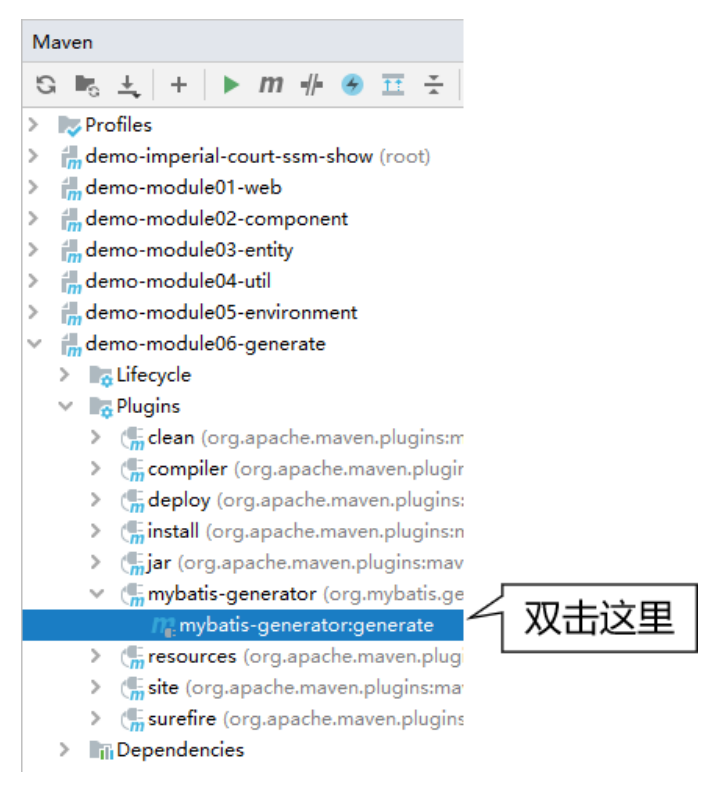 Maven
Profiles
demo-imperial-court-ssm-show (root)
demo-module01-web
demo-module02-component
demo-module03-entity
demo-module04-util
demo-module05-environment
demo-module06-generate
Lifecycle
Plugins
clean (org.apache.maven.plugins:m
compiler (org.apache.maven.plugin
deploy (org.apache.maven.plugins:
install (org.apache.maven.plugins:n
jar (org.apache.maven.plugins:mav
mybatis-generator (org.mybatis.ge
mybatis-generator:generate
双击这里
resources (org.apache.maven.plug
site (org.apache.maven.plugins:ma
surefire (org.apache.maven.plugins
Dependencies